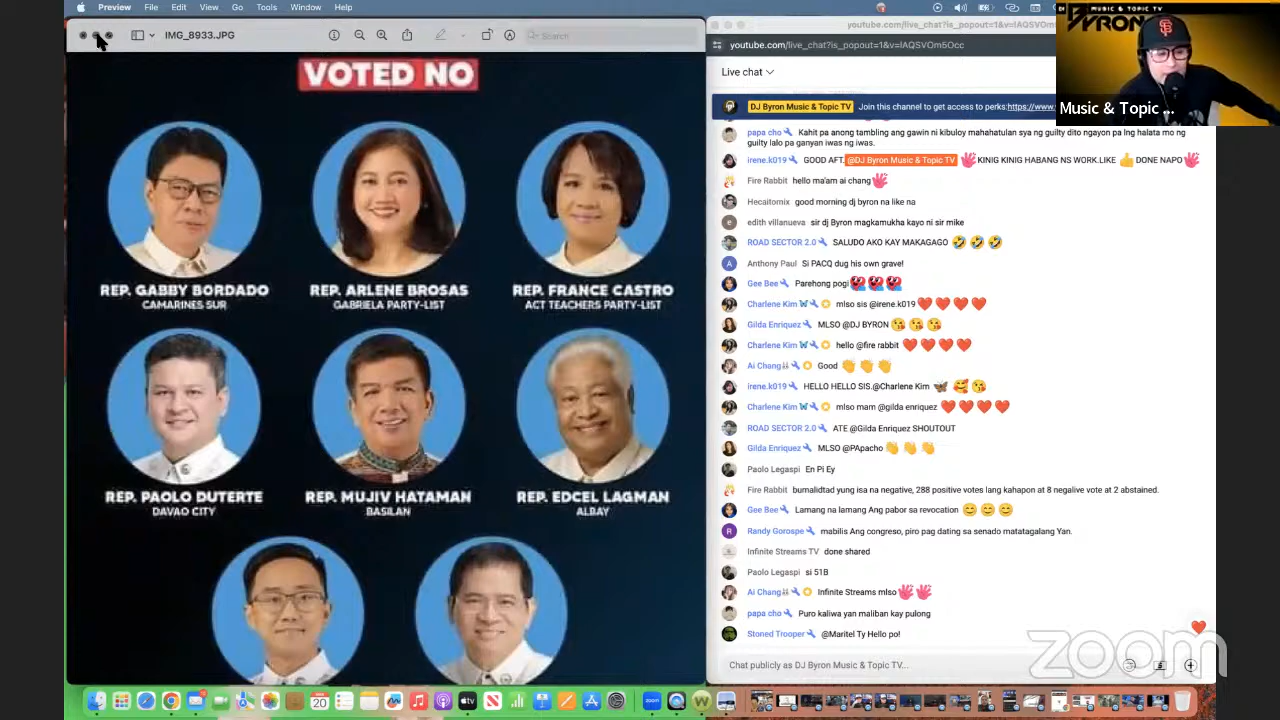 Preview File Edit View Go Tools Window Help
IMG_8933.JPG
Search
VOTED NO
REP. GABBY BORDADO
CAMARINES SUR
REP. ARLENE BROSAS
GABRIELA PARTY-LIST
REP. FRANCE CASTRO
ACT TEACHERS PARTY-LIST
REP. PAOLO DUTERTE
DAVAO CITY
REP. MUJIV HATAMAN
BASILAN
REP. EDCEL LAGMAN
ALBAY
youtube.com/live_chat?is_popout=1&v=lAQSVOm5Occ
Live chat
DJ Byron Music & Topic TV Join this channel to get access to perks:https://www.
papa cho Kahit pa anong tambling ang gawin ni kibuloy mahahatulan sya ng guilty dito ngayon pa lng halata mo ng
guilty lalo pa ganyan iwas ng iwas.
irene.k019 GOOD AFT. @DJ Byron Music & Topic TV KINIG KINIG HABANG NS WORK.LIKE DONE NAPO
Fire Rabbit hello ma'am ai chang
Hecaitomix good morning dj byron na like na
edith villanueva sir dj Byron magkamukha kayo ni sir mike
ROAD SECTOR 2.0 SALUDO AKO KAY MAKAGAGO
Anthony Paul Si PACQ dug his own grave!
Gee Bee Parehong pogi
Charlene Kim mlso sis @irene.k019
Gilda Enriquez MLSO @DJ BYRON
Charlene Kim hello @fire rabbit
Ai Chang Good
irene.k019 HELLO HELLO SIS.@Charlene Kim
Charlene Kim mlso mam @gilda enriquez
ROAD SECTOR 2.0 ATE @Gilda Enriquez SHOUTOUT
Gilda Enriquez MLSO @PApacho
Paolo Legaspi En Pi Ey
Fire Rabbit bumalidtad yung isa na negative, 288 positive votes lang kahapon at 8 negalive vote at 2 abstained.
Gee Bee Lamang na lamang Ang pabor sa revocation
Randy Gorospe mabilis Ang congreso, piro pag dating sa senado matatagalang Yan.
Infinite Streams TV done shared
Paolo Legaspi si 51B
Ai Chang Infinite Streams mlso
papa cho Puro kaliwa yan maliban kay pulong
Stoned Trooper @Maritel Ty Hello po!
Chat publicly as DJ Byron Music & Topic TV...
MUSIC & TOPIC TV
BYRON
Music & Topic ...
zoom